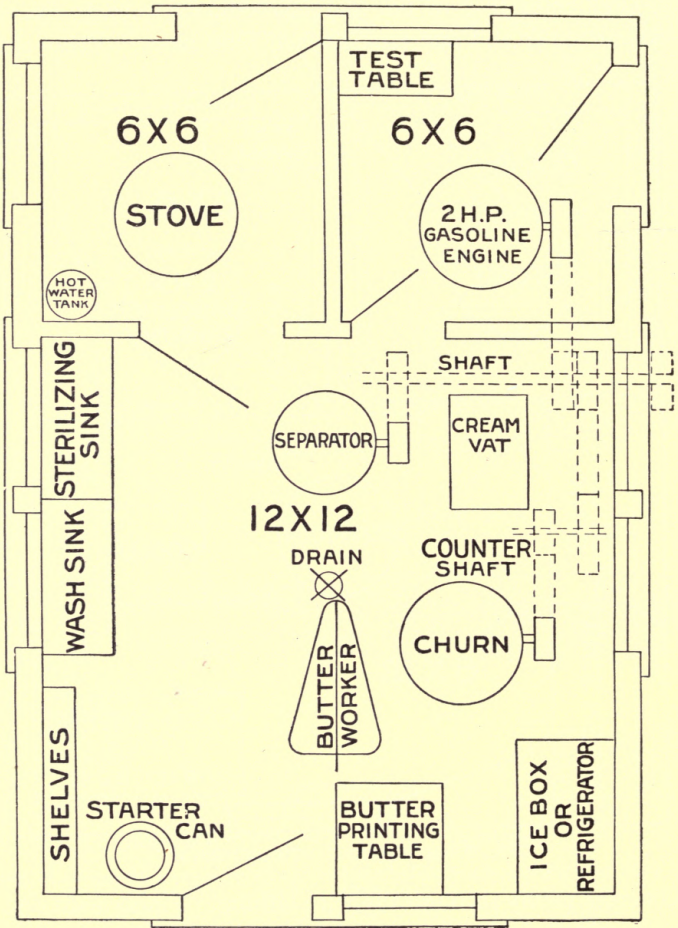 TEST
TABLE
6X6
6X6
STOVE
2 H.P.
GASOLINE
ENGINE
HOT
WATER
TANK
SHAFT
STERILIZING
SINK
SEPARATOR
CREAM
VAT
12X12
WASH SINK
DRAIN
COUNTER
SHAFT
CHURN
BUTTER
WORKER
SHELVES
STARTER
CAN
BUTTER
PRINTING
TABLE
ICE BOX
OR
REFRIGERATOR